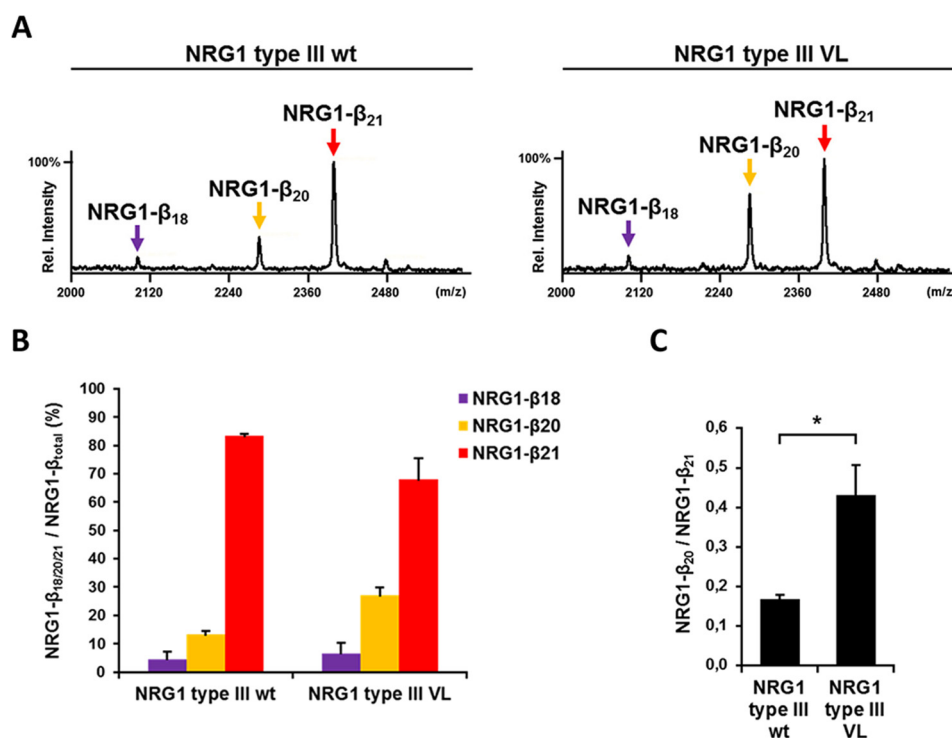 A
NRG1 type III wt
NRG1-β21
100%
NRG1-β20
NRG1-β18
Rel. Intensity
2000 2120 2240 2360 2480 (m/z)
NRG1 type III VL
NRG1-β21
NRG1-β20
100%
NRG1-β18
Rel. Intensity
2000 2120 2240 2360 2480 (m/z)
B
NRG1-β18/20/21 / NRG1-βtotal (%)
100
90
80
70
60
50
40
30
20
10
0
NRG1 type III wt NRG1 type III VL
NRG1-β18
NRG1-β20
NRG1-β21
C
NRG1-β20 / NRG1-β21
0,6
0,5
0,4
0,3
0,2
0,1
0,0
*
NRG1
type III
wt
NRG1
type III
VL